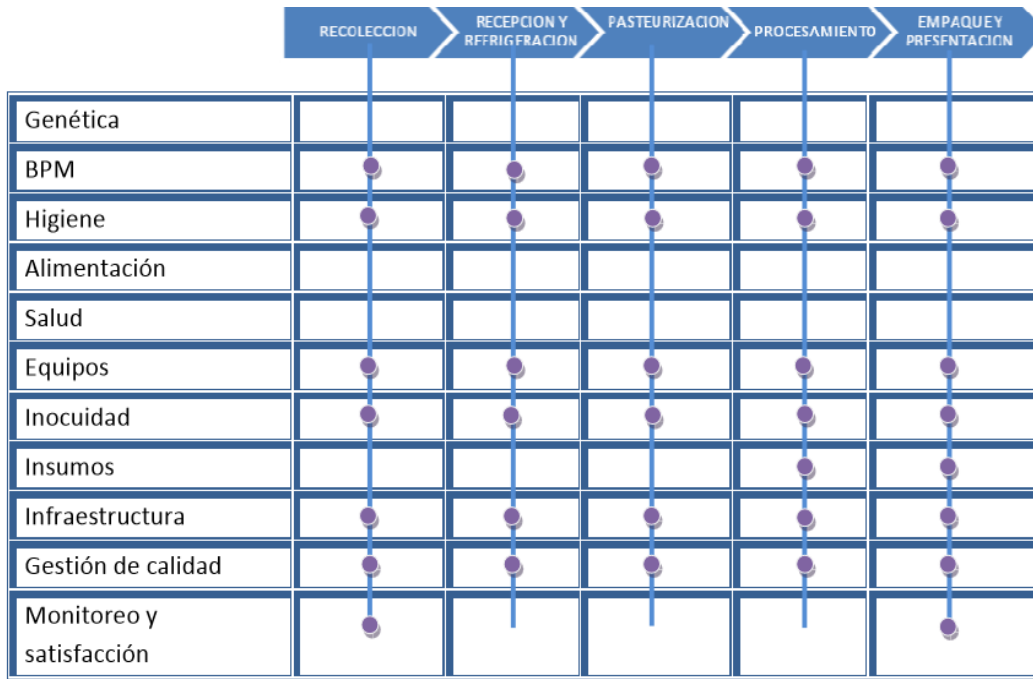 RECOLECCION
RECEPCION Y
REFRIGERACION
PASTEURIZACION
PROCESAMIENTO
EMPAQUE Y
PRESENTACION
Genética
BPM
Higiene
Alimentación
Salud
Equipos
Inocuidad
Insumos
Infraestructura
Gestión de calidad
Monitoreo y
satisfacción